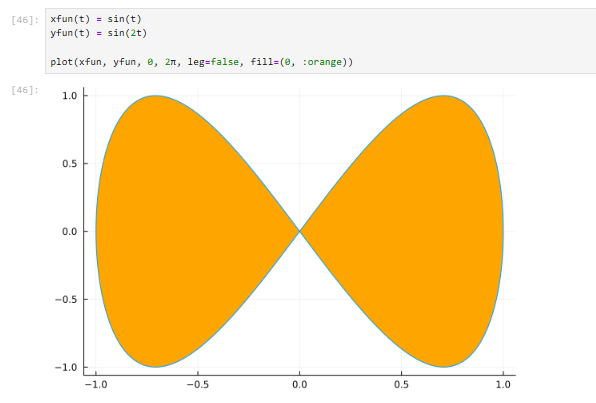 [46]: xfun(t) = sin(t)
yfun(t) = sin(2t)
plot(xfun, yfun, 0, 2π, leg=false, fill=(0, :orange))
[46]:
1.0
0.5
0.0
−0.5
−1.0
−1.0 −0.5 0.0 0.5 1.0